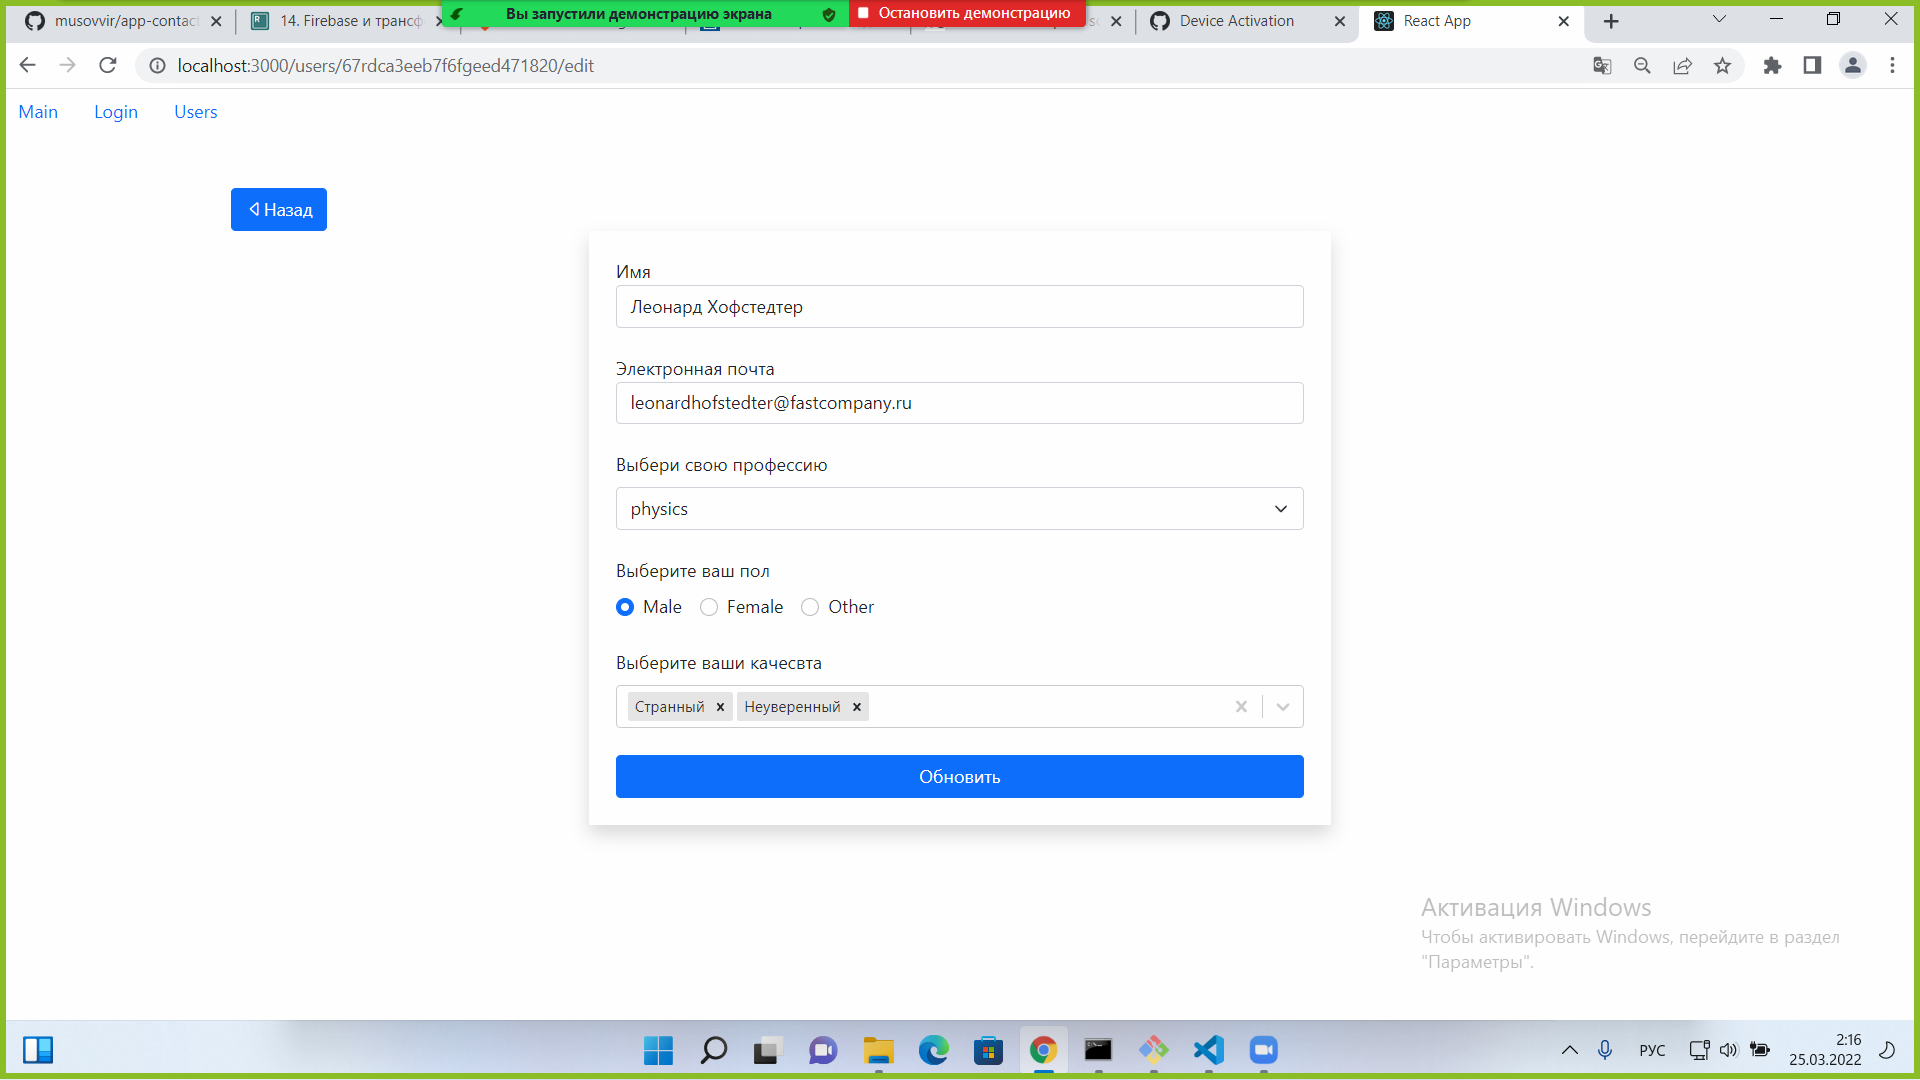 Вы запустили демонстрацию экрана
Остановить демонстрацию
musovvir/app-contact
14. Firebase и трансф
Device Activation
React App
localhost:3000/users/67rdca3eeb7f6fgeed471820/edit
Main Login Users
Назад
Имя
Леонард Хофстедтер
Электронная почта
leonardhofstedter@fastcompany.ru
Выбери свою профессию
physics
Выберите ваш пол
Male Female Other
Выберите ваши качесвта
Странный Неуверенный
Обновить
Активация Windows
Чтобы активировать Windows, перейдите в раздел
"Параметры".
РУС
2:16
25.03.2022